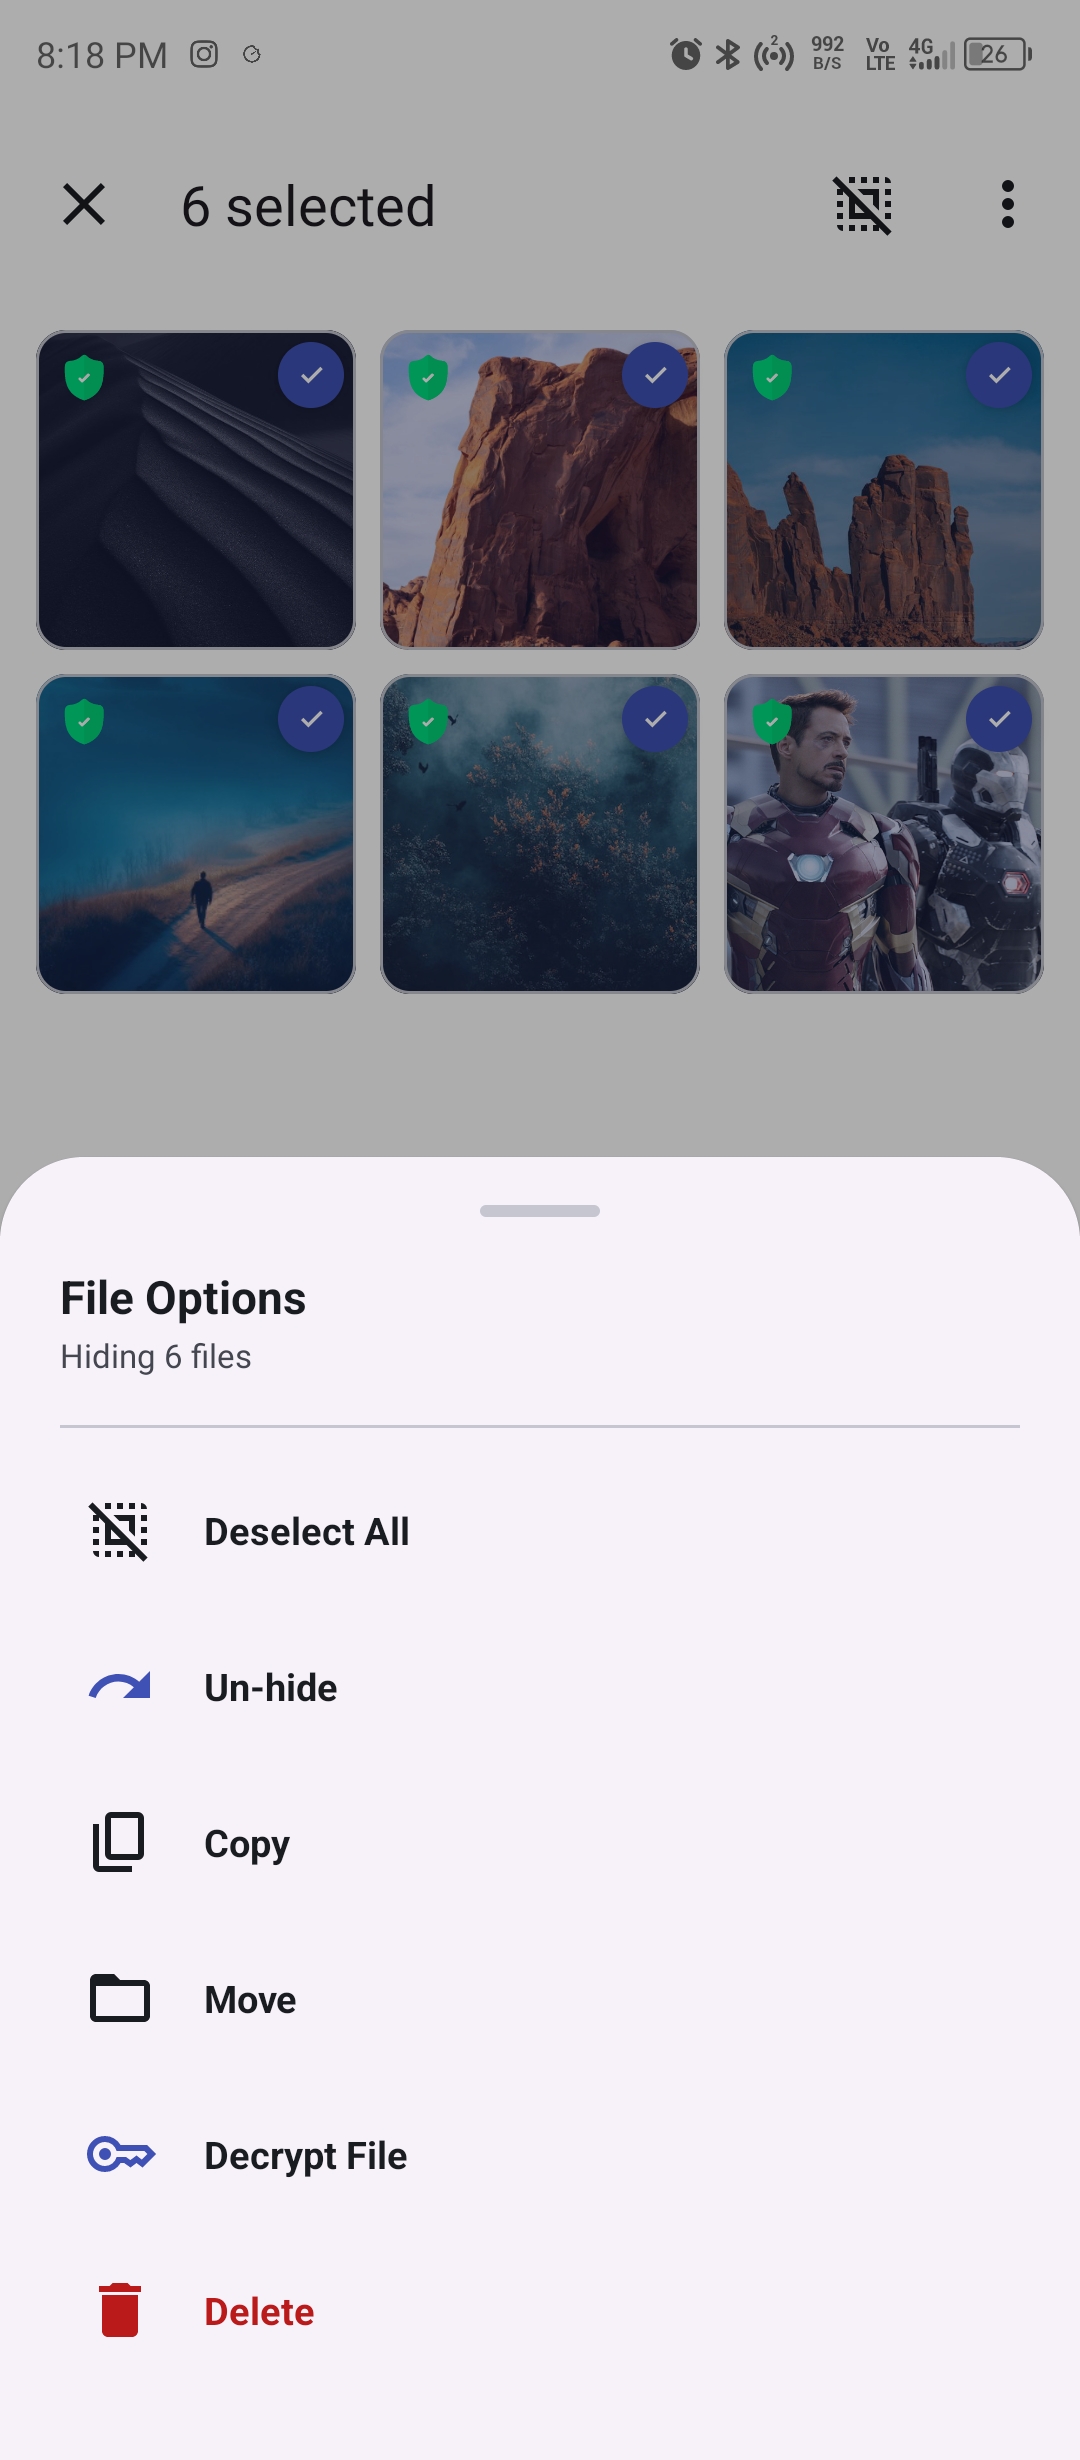 8:18 PM
2
992 B/S
Vo LTE
4G
26
6 selected
File Options
Hiding 6 files
Deselect All
Un-hide
Copy
Move
Decrypt File
Delete